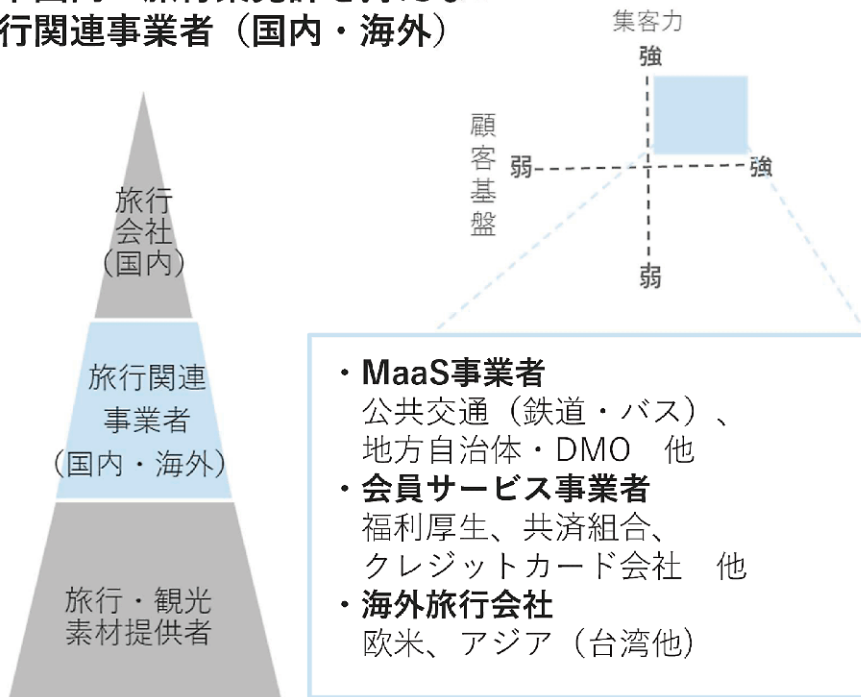 行関連事業者（国内・海外）
集客力
強
顧客基盤
弱
強
弱
旅行
会社
(国内)
旅行関連
事業者
(国内・海外)
旅行・観光
素材提供者
・MaaS事業者
公共交通（鉄道・バス）、
地方自治体・DMO　他
・会員サービス事業者
福利厚生、共済組合、
クレジットカード会社　他
・海外旅行会社
欧米、アジア（台湾他）